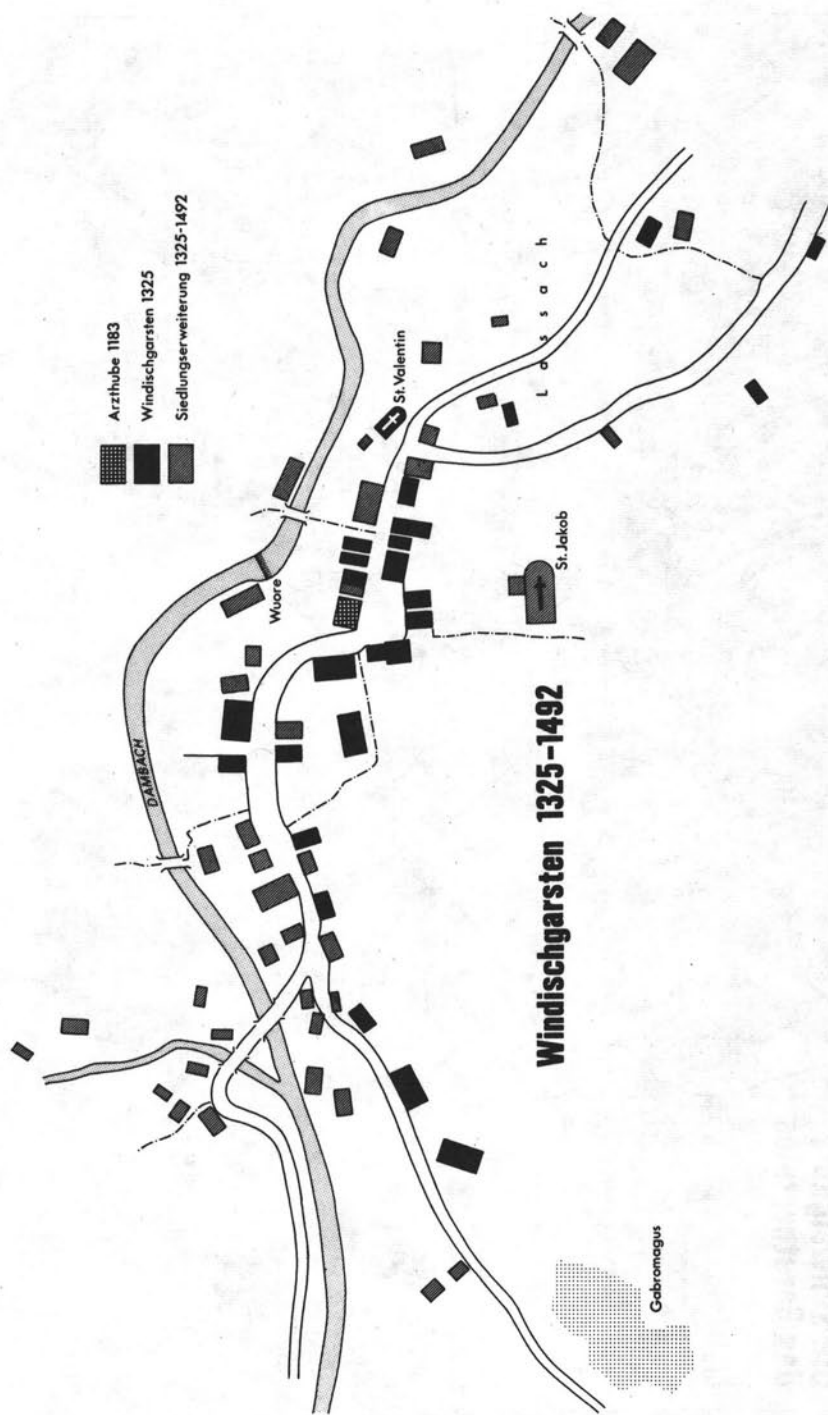 Arzthube 1183
Windischgarsten 1325
Siedlungserweiterung 1325-1492
DAMBACH
Wuore
St. Valentin
Lassach
St. Jakob
Windischgarsten 1325-1492
Gabromagus